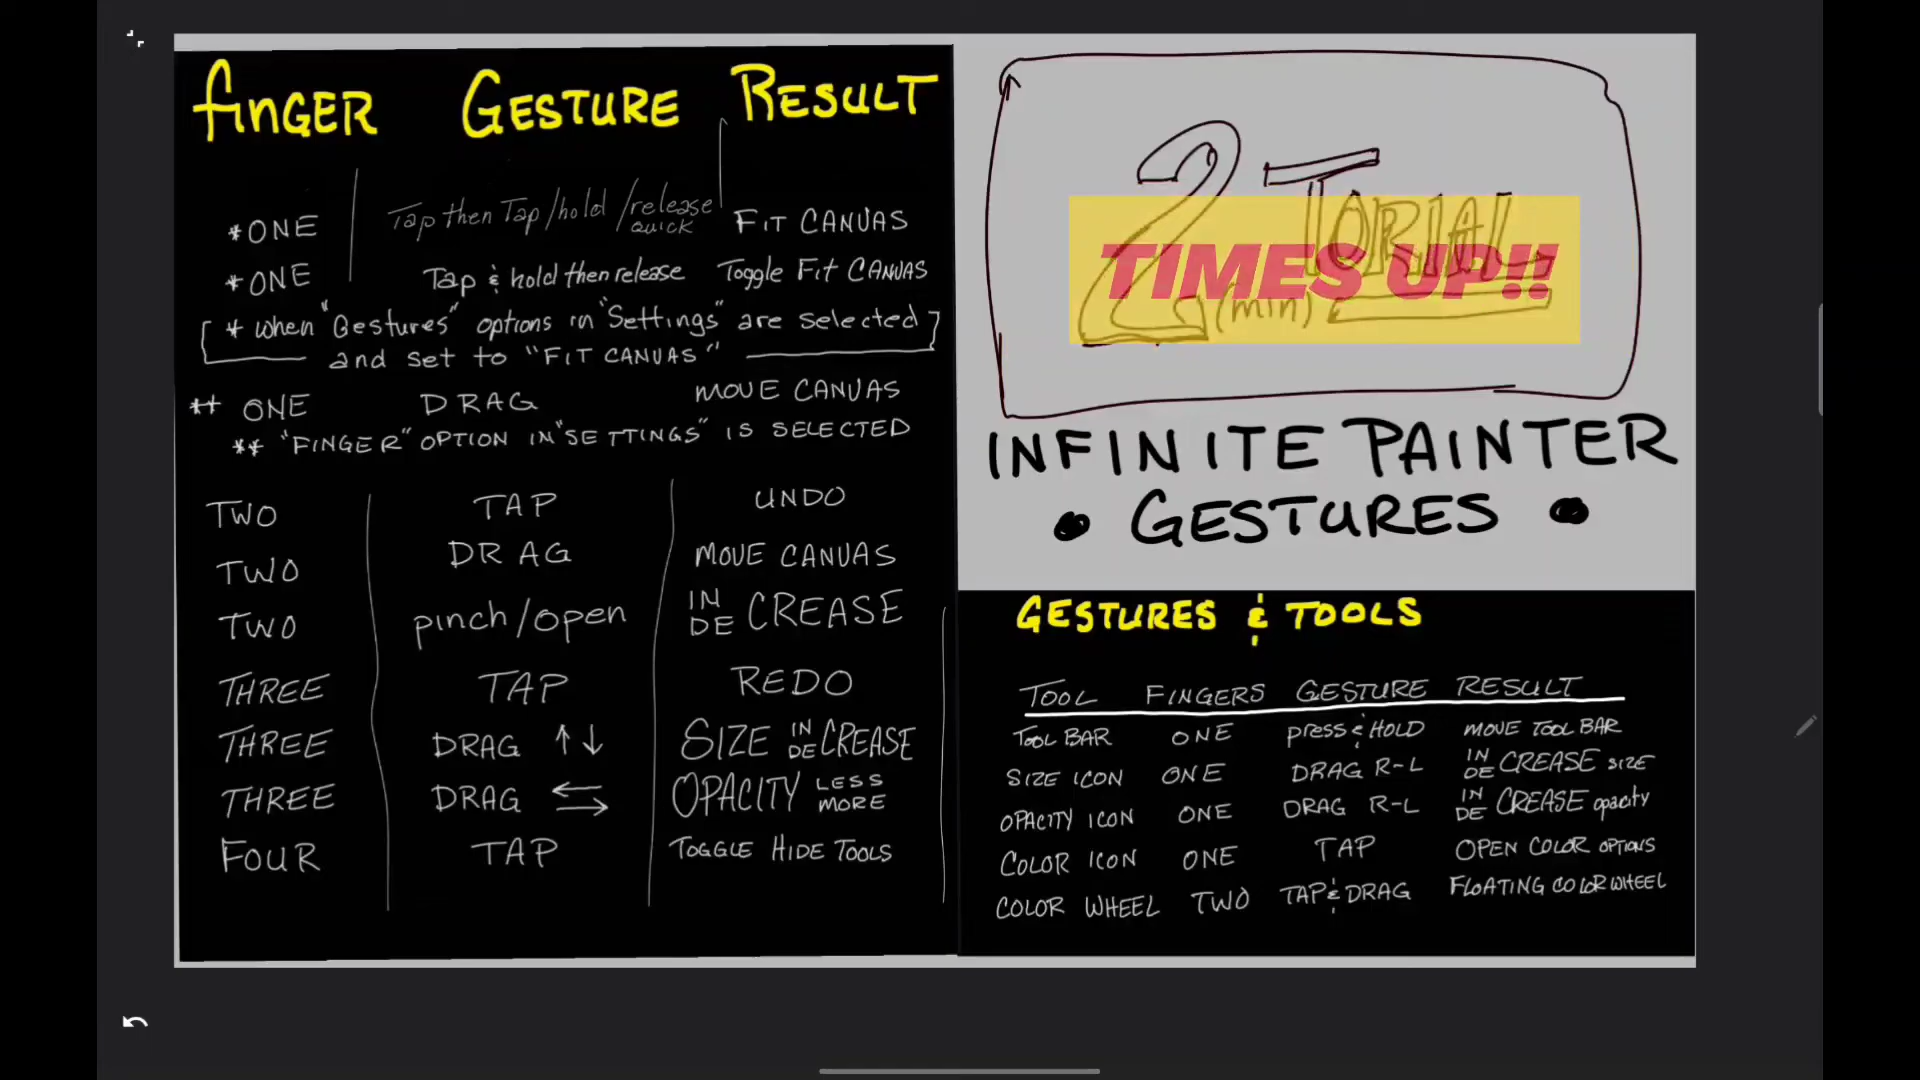 FINGER GESTURE RESULT
*ONE Tap then Tap/hold/release QUICK FIT CANVAS
*ONE Tap & hold then release Toggle Fit CANVAS
[* when "Gestures" options in "Settings" are selected]
and set to "FIT CANVAS"
** ONE DRAG MOVE CANVAS
** "FINGER" OPTION IN "SETTINGS" IS SELECTED
TWO TAP UNDO
TWO DRAG MOVE CANVAS
TWO pinch/open IN DE CREASE
THREE TAP REDO
THREE DRAG ↑↓ SIZE IN DE CREASE
THREE DRAG ←→ OPACITY LESS MORE
FOUR TAP TOGGLE HIDE TOOLS
2 TORIAL
(min)
TIMES UP!!
INFINITE PAINTER
• GESTURES •
GESTURES & TOOLS
TOOL FINGERS GESTURE RESULT
TOOL BAR ONE press & HOLD MOVE TOOL BAR
SIZE ICON ONE DRAG R-L IN DE CREASE SIZE
OPACITY ICON ONE DRAG R-L IN DE CREASE opacity
COLOR ICON ONE TAP OPEN COLOR OPTIONS
COLOR WHEEL TWO TAP & DRAG FLOATING COLOR WHEEL